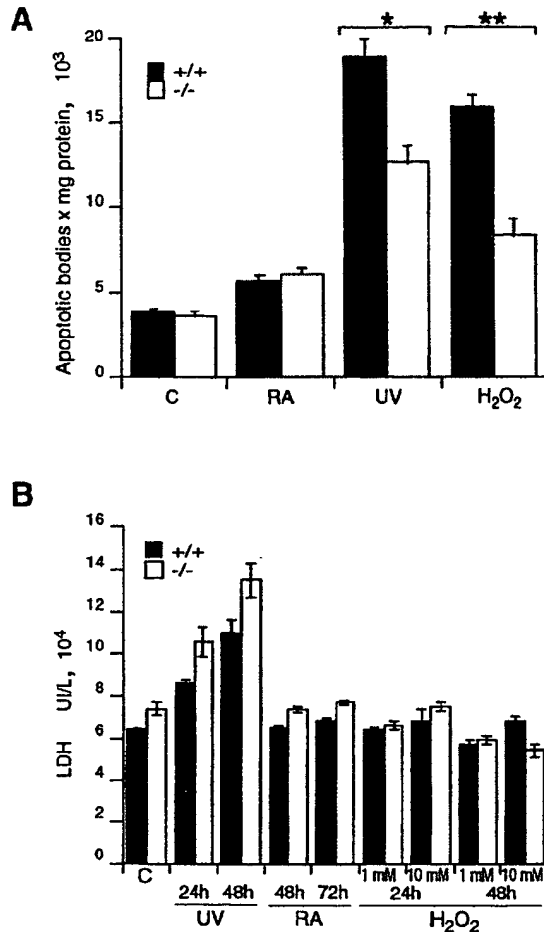 A
Apoptotic bodies x mg protein, 10³
20
15
10
5
0
+/+
-/-
*
**
C RA UV H₂O₂
B
LDH UI/L, 10⁴
16
14
12
10
8
6
4
2
0
+/+
-/-
C
1 mM 10 mM 1 mM 10 mM
24h 48h 48h 72h 24h 48h
UV RA H₂O₂